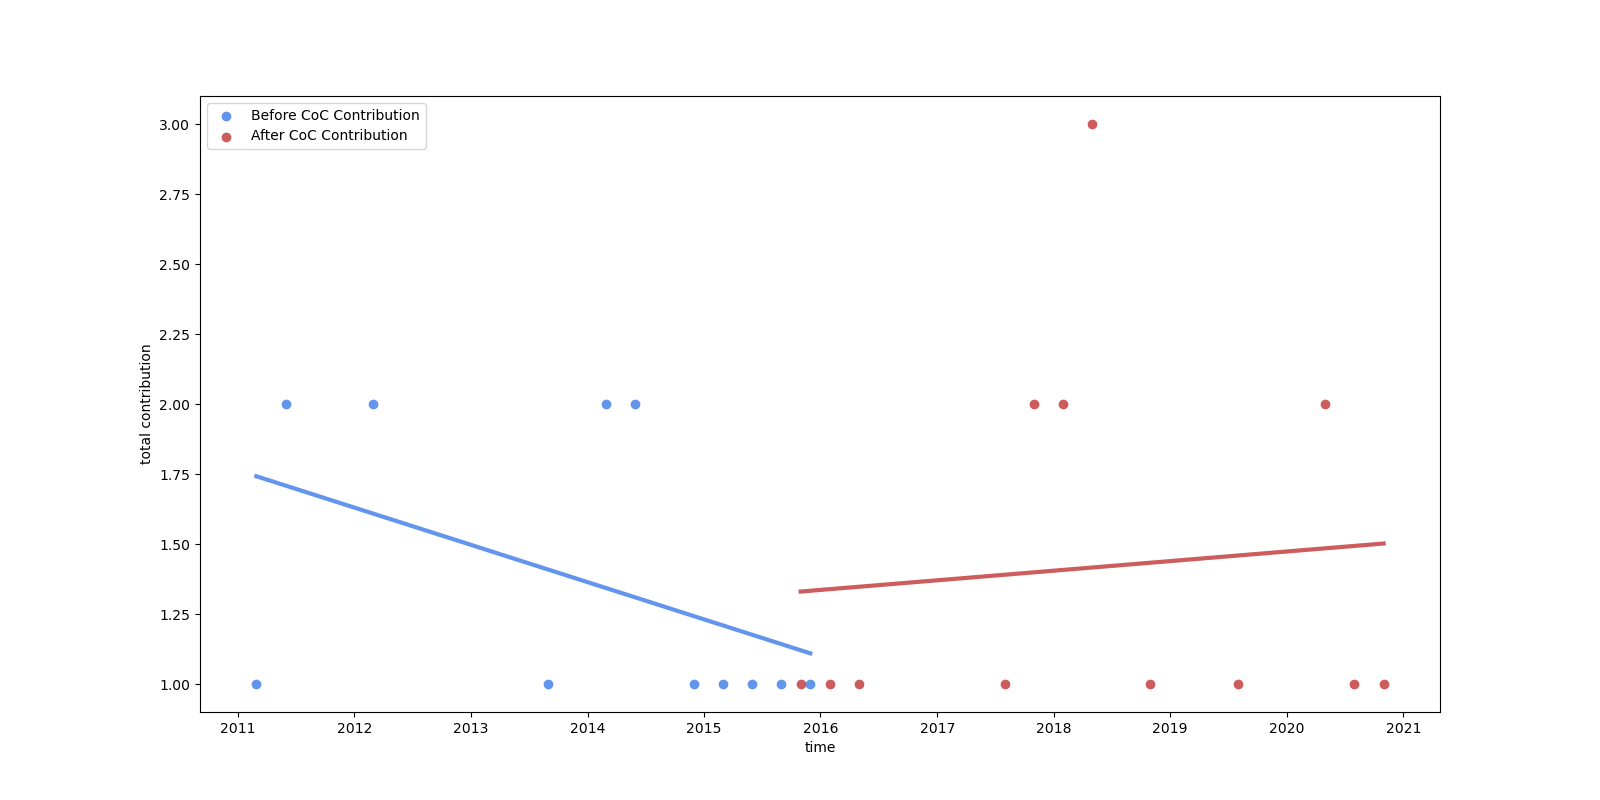 Before CoC Contribution
After CoC Contribution
3.00
2.75
2.50
2.25
2.00
1.75
1.50
1.25
1.00
total contribution
2011 2012 2013 2014 2015 2016 2017 2018 2019 2020 2021
time